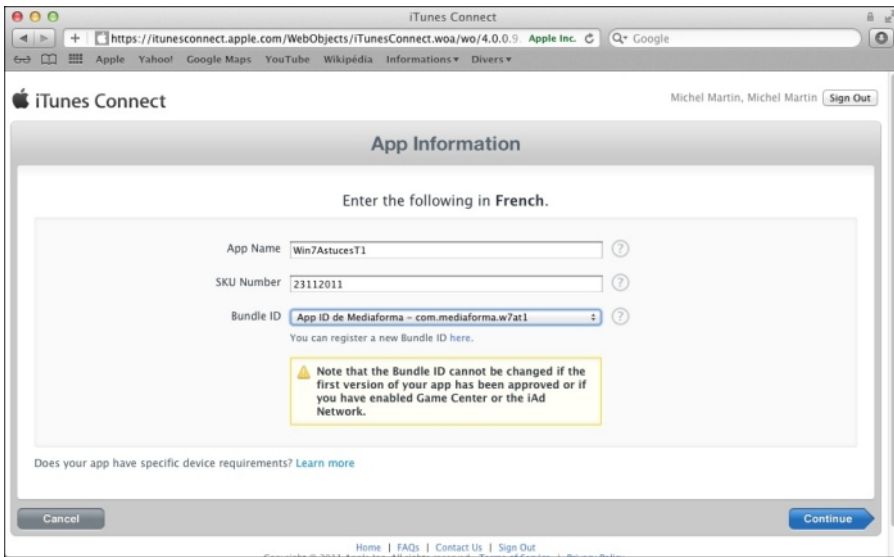 iTunes Connect
https://itunesconnect.apple.com/WebObjects/iTunesConnect.woa/wo/4.0.0.9. Apple Inc.
Google
Apple Yahoo! Google Maps YouTube Wikipédia Informations Divers
iTunes Connect
Michel Martin, Michel Martin Sign Out
App Information
Enter the following in French.
App Name Win7AstucesT1 ?
SKU Number 23112011 ?
Bundle ID App ID de Mediaforma - com.mediaforma.w7at1 ?
You can register a new Bundle ID here.
Note that the Bundle ID cannot be changed if the
first version of your app has been approved or if
you have enabled Game Center or the iAd
Network.
Does your app have specific device requirements? Learn more
Cancel Continue
Home | FAQs | Contact Us | Sign Out